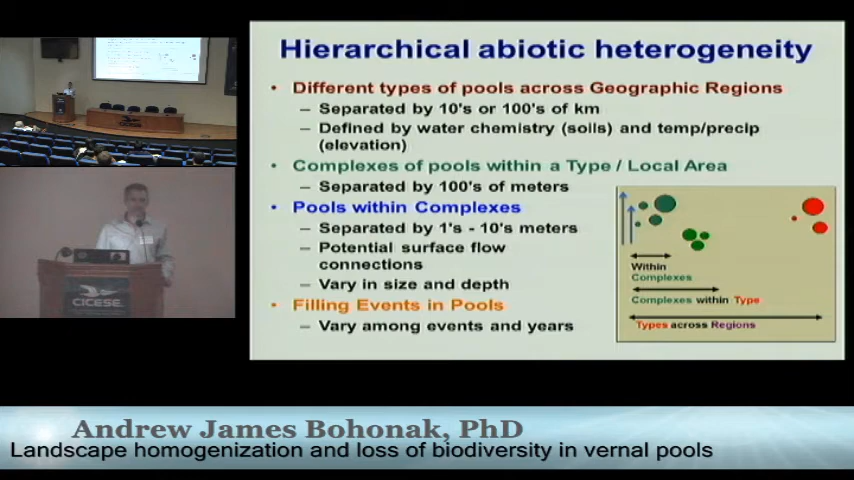 Hierarchical abiotic heterogeneity
• Different types of pools across Geographic Regions
– Separated by 10's or 100's of km
– Defined by water chemistry (soils) and temp/precip
(elevation)
• Complexes of pools within a Type / Local Area
– Separated by 100's of meters
• Pools within Complexes
– Separated by 1's - 10's meters
– Potential surface flow
connections
– Vary in size and depth
• Filling Events in Pools
– Vary among events and years
Within
Complexes
Complexes within Type
Types across Regions
CICESE
Andrew James Bohonak, PhD
Landscape homogenization and loss of biodiversity in vernal pools